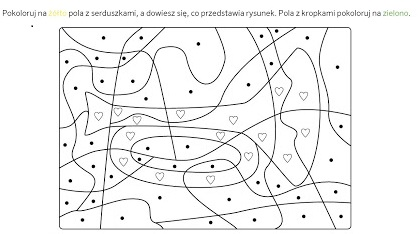 Pokoloruj na żółto pola z serduszkami, a dowiesz się, co przedstawia rysunek. Pola z kropkami pokoloruj na zielono.